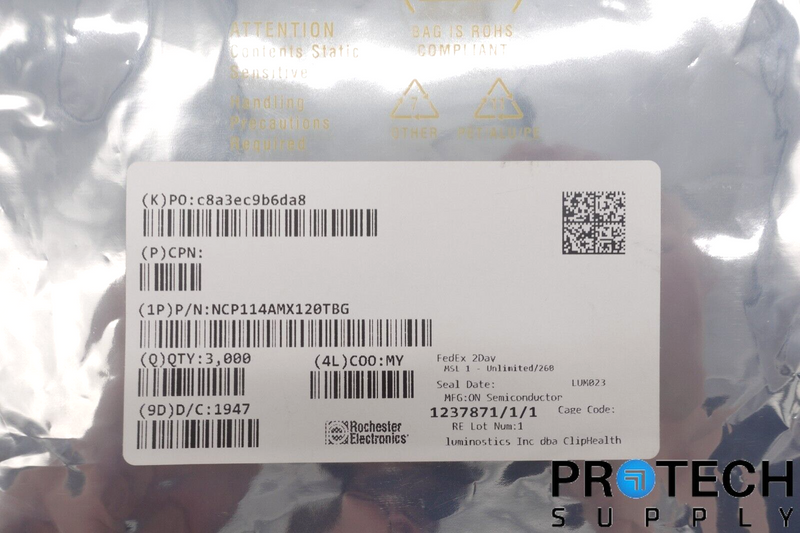 ATTENTION
Contents Static
Sensitive
Handling
Precautions
Required
BAG IS ROHS
COMPLIANT
7
OTHER
(K)PO:c8a3ec9b6da8
(P)CPN:
(1P)P/N:NCP114AMX120TBG
(Q)QTY:3,000
(4L)COO:MY
(9D)D/C:1947
Rochester
Electronics
FedEx 2Day
MSL 1 - Unlimited/260
Seal Date: LUM023
MFG:ON Semiconductor
1237871/1/1 Cage Code:
RE Lot Num:1
luminostics Inc dba ClipHealth
PROTECH
SUPPLY